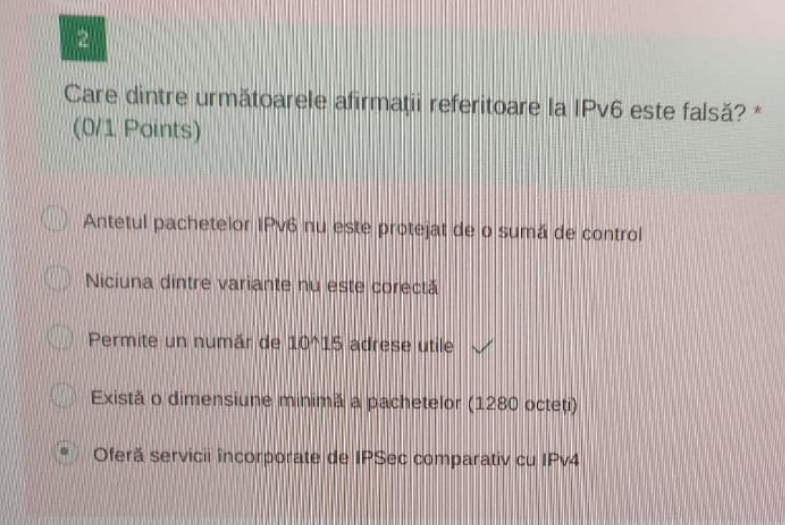 2
Care dintre următoarele afirmații referitoare la IPv6 este falsă? *
(0/1 Points)
Antetul pachetelor IPv6 nu este protejat de o sumă de control
Niciuna dintre variante nu este corectă
Permite un număr de 10^15 adrese utile
Există o dimensiune minimă a pachetelor (1280 octeți)
Oferă servicii încorporate de IPSec comparativ cu IPv4